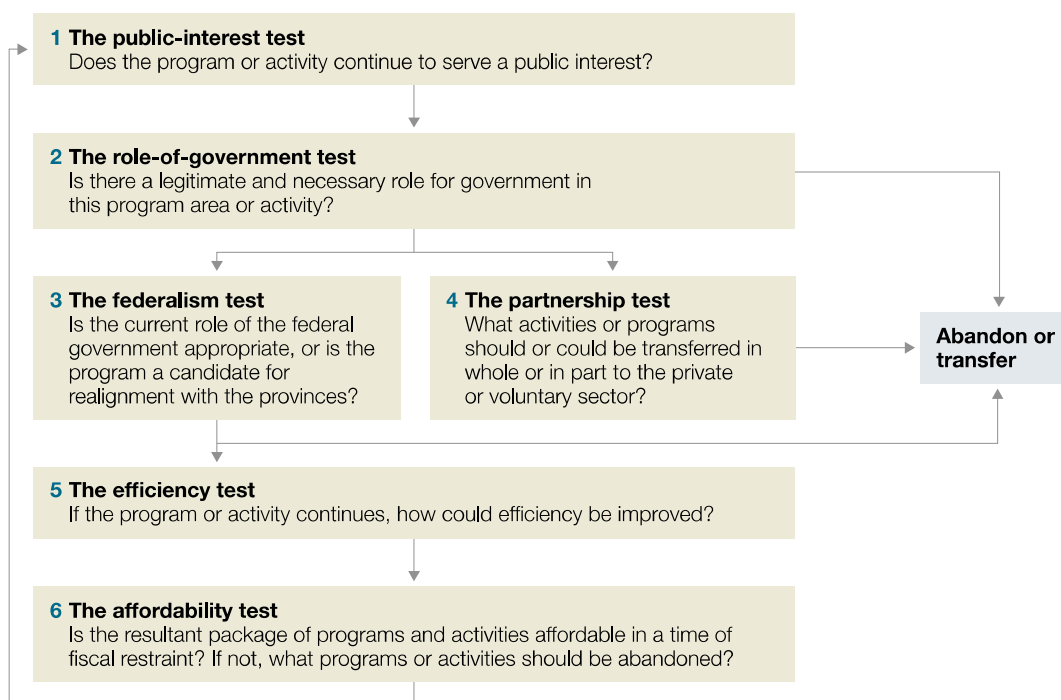 1 The public-interest test
Does the program or activity continue to serve a public interest?
2 The role-of-government test
Is there a legitimate and necessary role for government in
this program area or activity?
3 The federalism test
Is the current role of the federal
government appropriate, or is the
program a candidate for
realignment with the provinces?
4 The partnership test
What activities or programs
should or could be transferred in
whole or in part to the private
or voluntary sector?
Abandon or
transfer
5 The efficiency test
If the program or activity continues, how could efficiency be improved?
6 The affordability test
Is the resultant package of programs and activities affordable in a time of
fiscal restraint? If not, what programs or activities should be abandoned?